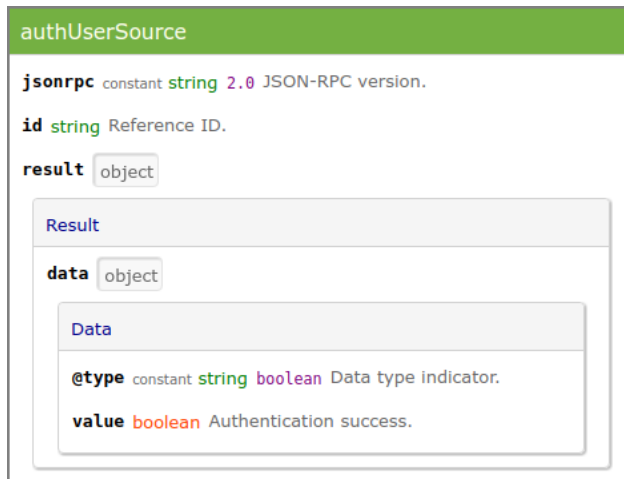 authUserSource
jsonrpc constant string 2.0 JSON-RPC version.
id string Reference ID.
result object
Result
data object
Data
@type constant string boolean Data type indicator.
value boolean Authentication success.